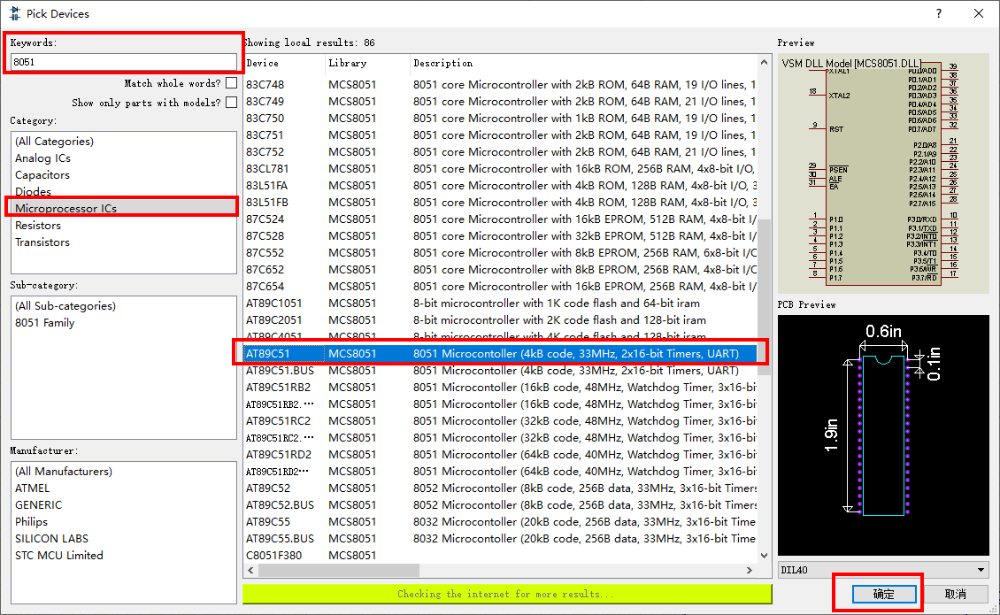 Pick Devices
?
Keywords:
8051
Match whole words?
Show only parts with models?
Category:
(All Categories)
Analog ICs
Capacitors
Diodes
Microprocessor ICs
Resistors
Transistors
Sub-category:
(All Sub-categories)
8051 Family
Manufacturer:
(All Manufacturers)
ATMEL
GENERIC
Philips
SILICON LABS
STC MCU Limited
Showing local results: 86
Device Library Description
83C748 MCS8051 8051 core Microcontroller with 2kB ROM, 64B RAM, 19 I/O lines, 1
83C749 MCS8051 8051 core Microcontroller with 2kB ROM, 64B RAM, 21 I/O lines, 1
83C750 MCS8051 8051 core Microcontroller with 1kB ROM, 64B RAM, 19 I/O lines, 1
83C751 MCS8051 8051 core Microcontroller with 2kB ROM, 64B RAM, 19 I/O lines, 1
83C752 MCS8051 8051 core Microcontroller with 2kB ROM, 64B RAM, 21 I/O lines, 1
83CL781 MCS8051 8051 core Microcontroller with 16kB ROM, 256B RAM, 4x8-bit I/O,
83L51FA MCS8051 8051 core Microcontroller with 4kB ROM, 128B RAM, 4x8-bit I/O, 3
83L51FB MCS8051 8051 core Microcontroller with 8kB ROM, 256B RAM, 4x8-bit I/O, 3
87C524 MCS8051 8051 core Microcontroller with 16kB EPROM, 512B RAM, 4x8-bit I/
87C528 MCS8051 8051 core Microcontroller with 32kB EPROM, 512B RAM, 4x8-bit I/
87C552 MCS8051 8051 core Microcontroller with 8kB EPROM, 256B RAM, 6x8-bit I/C
87C652 MCS8051 8051 core Microcontroller with 8kB EPROM, 256B RAM, 4x8-bit I/C
87C654 MCS8051 8051 core Microcontroller with 16kB EPROM, 256B RAM, 4x8-bit I/
AT89C1051 MCS8051 8-bit microcontroller with 1K code flash and 64-bit iram
AT89C2051 MCS8051 8-bit microcontroller with 2K code flash and 128-bit iram
AT89C4051 MCS8051 8-bit microcontroller with 4K code flash and 128-bit iram
AT89C51 MCS8051 8051 Microcontoller (4kB code, 33MHz, 2x16-bit Timers, UART)
AT89C51.BUS MCS8051 8051 Microcontoller (4kB code, 33MHz, 2x16-bit Timers, UART)
AT89C51RB2 MCS8051 8051 Microcontoller (16kB code, 48MHz, Watchdog Timer, 3x16-bi
AT89C51RB2.… MCS8051 8051 Microcontoller (16kB code, 48MHz, Watchdog Timer, 3x16-bi
AT89C51RC2 MCS8051 8051 Microcontoller (32kB code, 48MHz, Watchdog Timer, 3x16-bi
AT89C51RC2.… MCS8051 8051 Microcontoller (32kB code, 48MHz, Watchdog Timer, 3x16-bi
AT89C51RD2 MCS8051 8051 Microcontoller (64kB code, 40MHz, Watchdog Timer, 3x16-bi
AT89C51RD2… MCS8051 8051 Microcontoller (64kB code, 40MHz, Watchdog Timer, 3x16-bi
AT89C52 MCS8051 8052 Microcontoller (8kB code, 256B data, 33MHz, 3x16-bit Timers
AT89C52.BUS MCS8051 8052 Microcontoller (8kB code, 256B data, 33MHz, 3x16-bit Timers
AT89C55 MCS8051 8032 Microcontoller (20kB code, 256B data, 33MHz, 3x16-bit Time
AT89C55.BUS MCS8051 8032 Microcontoller (20kB code, 256B data, 33MHz, 3x16-bit Time
C8051F380 MCS8051
Checking the internet for more results...
Preview
VSM DLL Model [MCS8051.DLL]
XTAL1 P0.0/AD0 39
P0.1/AD1 38
P0.2/AD2 37
18 XTAL2 P0.3/AD3 36
P0.4/AD4 35
P0.5/AD5 34
P0.6/AD6 33
9 RST P0.7/AD7 32
P2.0/A8 21
P2.1/A9 22
P2.2/A10 23
29 PSEN P2.3/A11 24
30 ALE P2.4/A12 25
31 EA P2.5/A13 26
P2.6/A14 27
P2.7/A15 28
1 P1.0 P3.0/RXD 10
2 P1.1 P3.1/TXD 11
3 P1.2 P3.2/INT0 12
4 P1.3 P3.3/INT1 13
5 P1.4 P3.4/T0 14
6 P1.5 P3.5/T1 15
7 P1.6 P3.6/WR 16
8 P1.7 P3.7/RD 17
PCB Preview
0.6in
0.1in
1.9in
DIL40
确定
取消